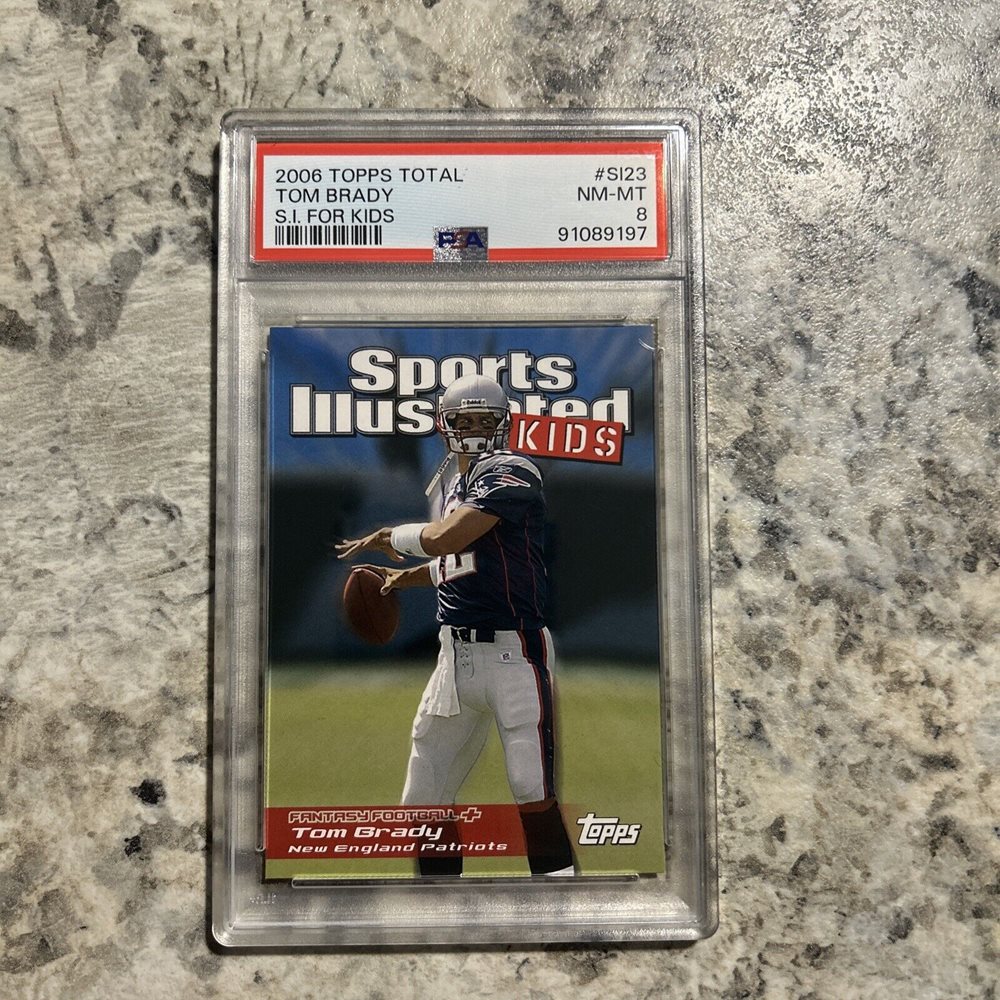 2006 TOPPS TOTAL #SI23
TOM BRADY NM-MT
S.I. FOR KIDS 8
PSA 91089197
Sports
Illustrated
KIDS
FANTASY FOOTBALL +
Tom Brady
New England Patriots
Topps